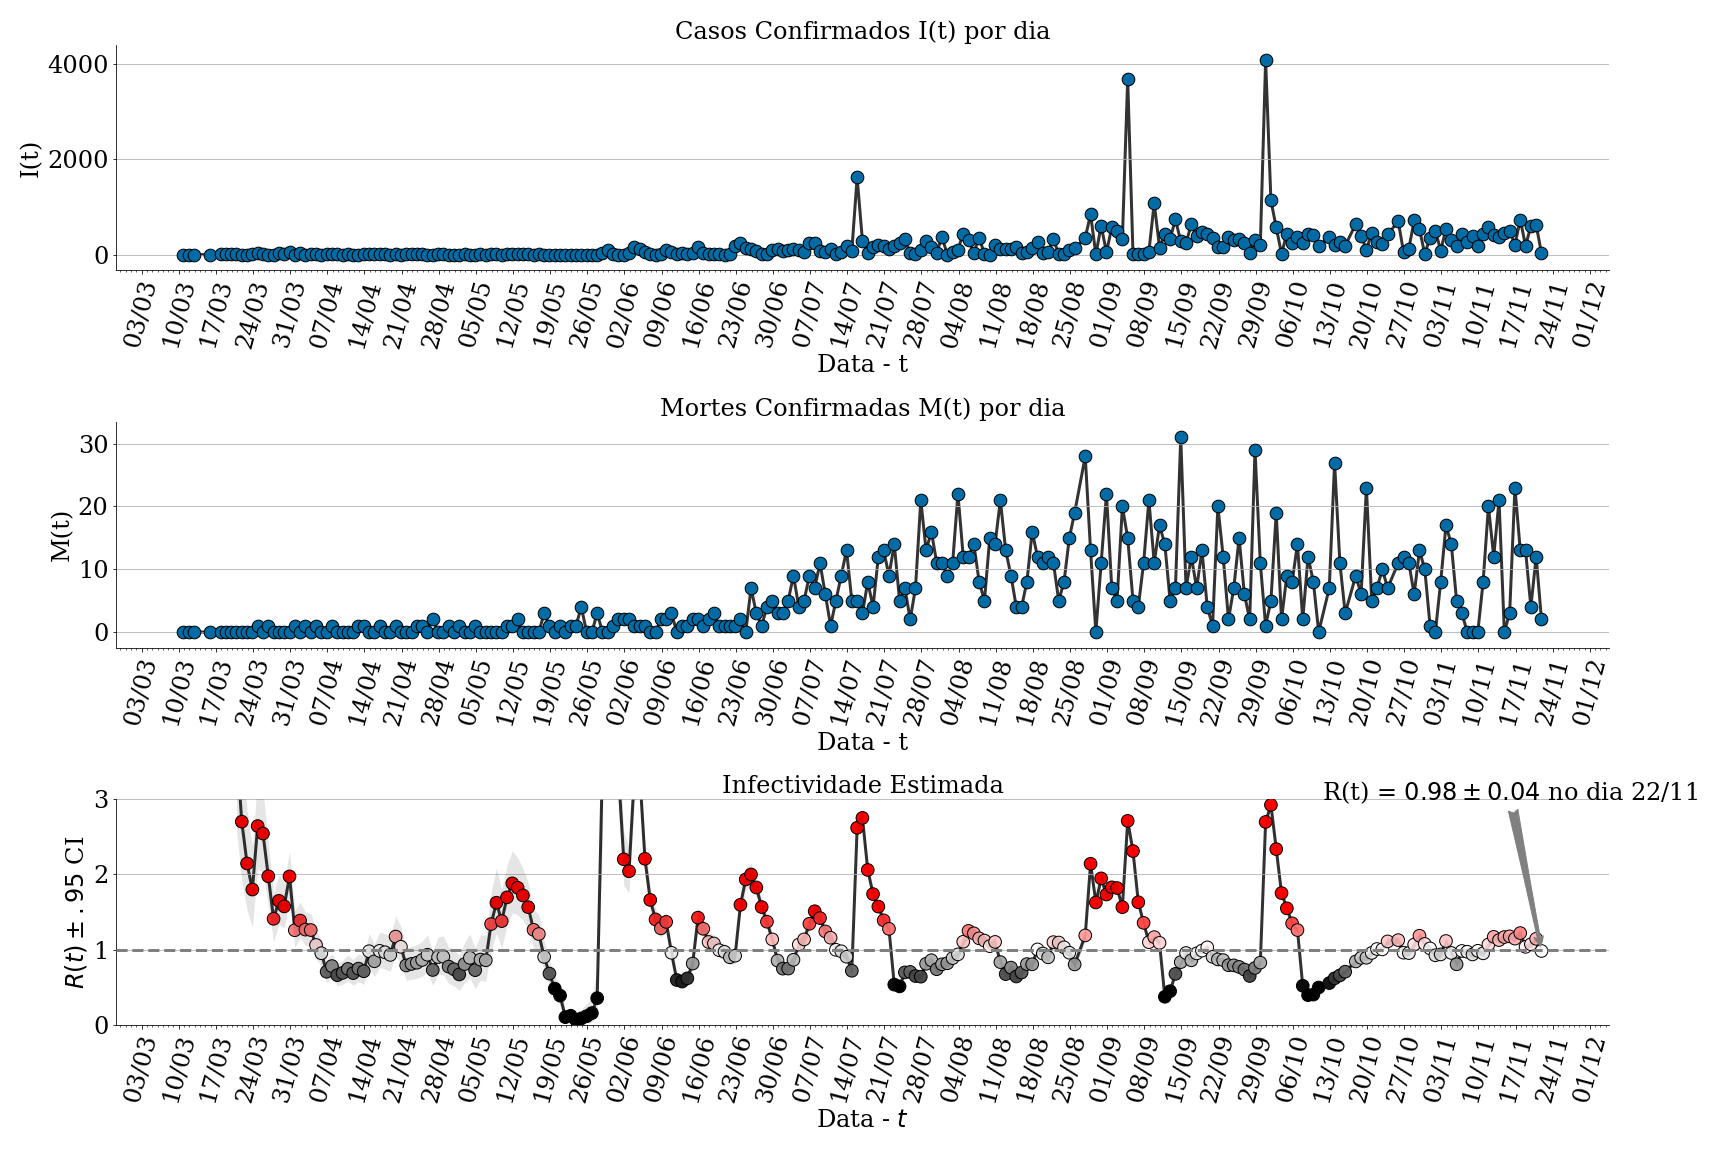 Casos Confirmados I(t) por dia
I(t)
4000
2000
0
03/03 10/03 17/03 24/03 31/03 07/04 14/04 21/04 28/04 05/05 12/05 19/05 26/05 02/06 09/06 16/06 23/06 30/06 07/07 14/07 21/07 28/07 04/08 11/08 18/08 25/08 01/09 08/09 15/09 22/09 29/09 06/10 13/10 20/10 27/10 03/11 10/11 17/11 24/11 01/12
Data - t
Mortes Confirmadas M(t) por dia
M(t)
30
20
10
0
03/03 10/03 17/03 24/03 31/03 07/04 14/04 21/04 28/04 05/05 12/05 19/05 26/05 02/06 09/06 16/06 23/06 30/06 07/07 14/07 21/07 28/07 04/08 11/08 18/08 25/08 01/09 08/09 15/09 22/09 29/09 06/10 13/10 20/10 27/10 03/11 10/11 17/11 24/11 01/12
Data - t
Infectividade Estimada
R(t) = 0.98 ± 0.04 no dia 22/11
R(t) ± .95 CI
3
2
1
0
03/03 10/03 17/03 24/03 31/03 07/04 14/04 21/04 28/04 05/05 12/05 19/05 26/05 02/06 09/06 16/06 23/06 30/06 07/07 14/07 21/07 28/07 04/08 11/08 18/08 25/08 01/09 08/09 15/09 22/09 29/09 06/10 13/10 20/10 27/10 03/11 10/11 17/11 24/11 01/12
Data - t